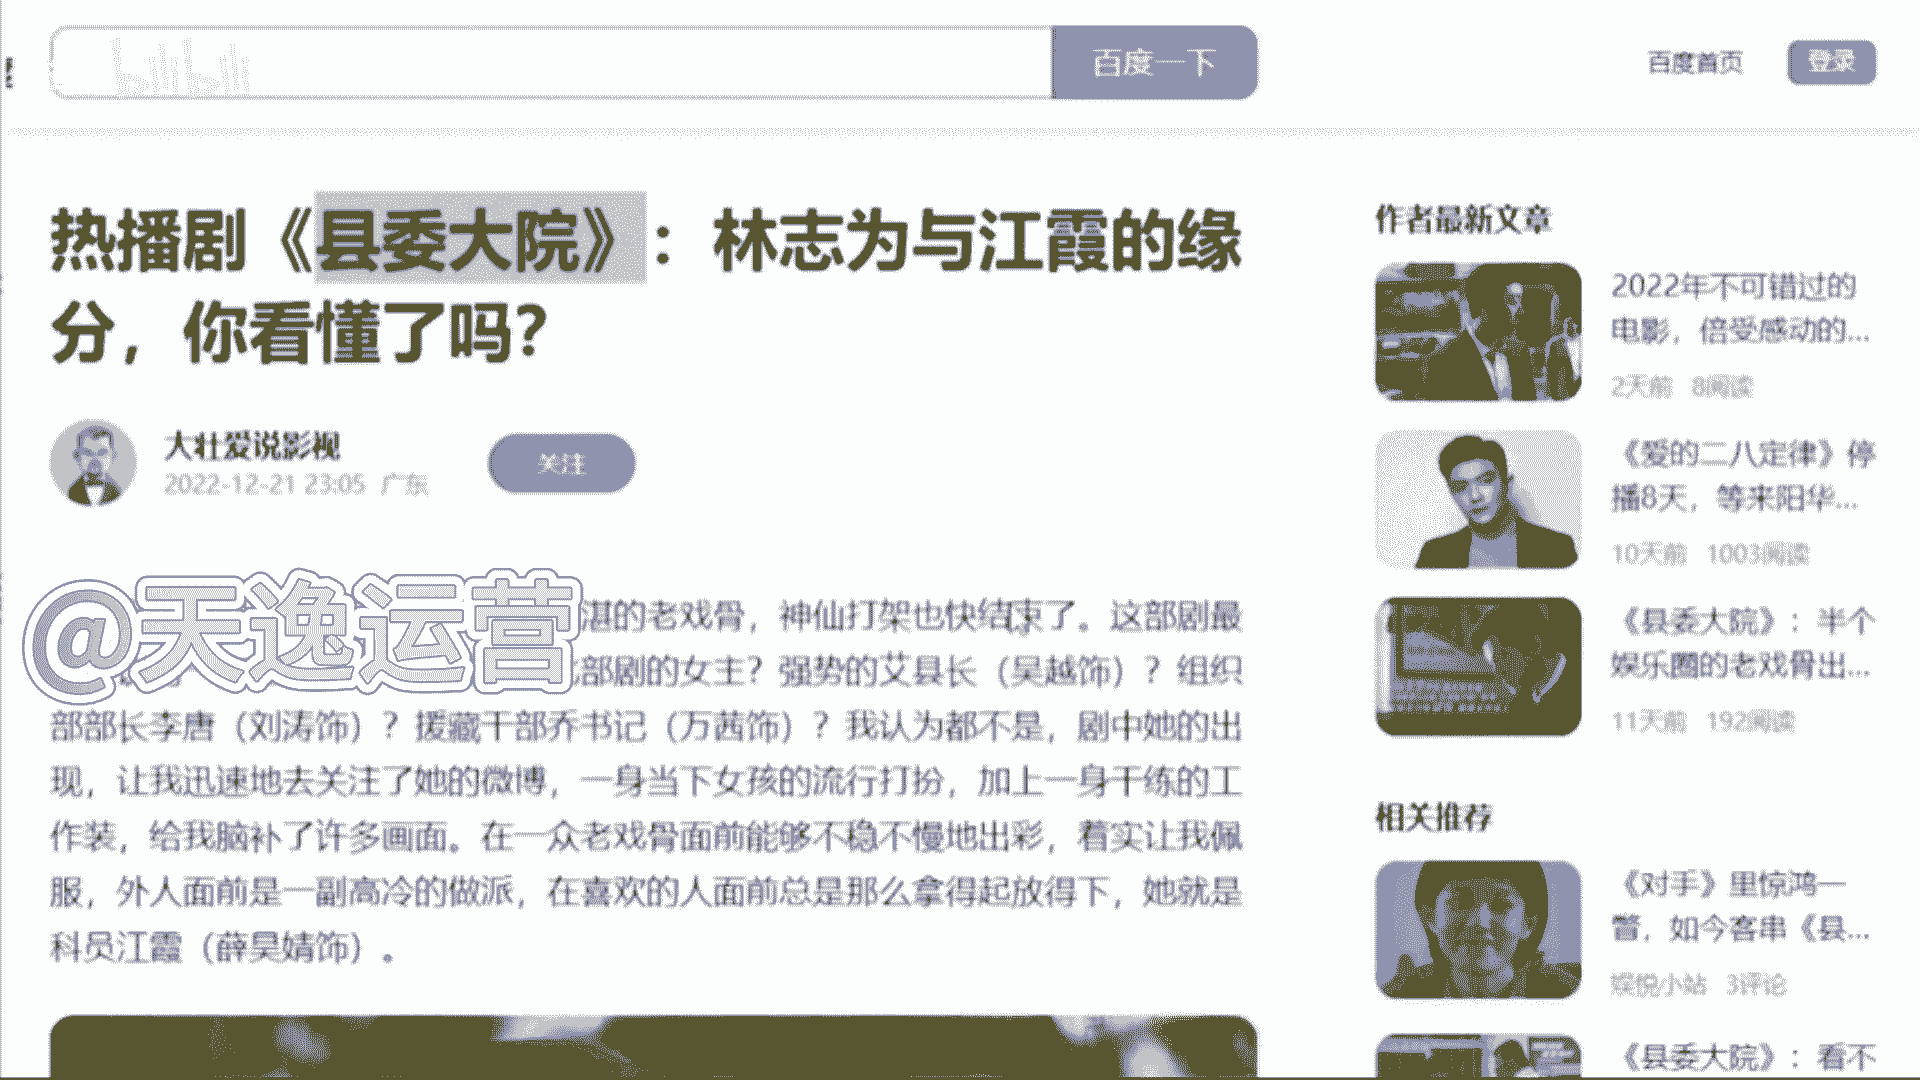 bilibili
百度一下
百度首页
登录
热播剧《县委大院》：林志为与江霞的缘
分，你看懂了吗？
大壮爱说影视
2022-12-21 23:05 广东
关注
@天逸运营
湛的老戏骨，神仙打架也快结束了。这部剧最
部剧的女主？强势的艾县长（吴越饰）？组织
部部长李唐（刘涛饰）？援藏干部乔书记（万茜饰）？我认为都不是，剧中她的出
现，让我迅速地去关注了她的微博，一身当下女孩的流行打扮，加上一身干练的工
作装，给我脑补了许多画面。在一众老戏骨面前能够不稳不慢地出彩，着实让我佩
服，外人面前是一副高冷的做派，在喜欢的人面前总是那么拿得起放得下，她就是
科员江霞（薛昊婧饰）。
作者最新文章
2022年不可错过的
电影，倍受感动的...
2天前 8阅读
《爱的二八定律》停
播8天，等来阳华...
10天前 1003阅读
《县委大院》：半个
娱乐圈的老戏骨出...
11天前 192阅读
相关推荐
《对手》里惊鸿一
瞥，如今客串《县...
娱悦小站 3评论
《县委大院》：看不